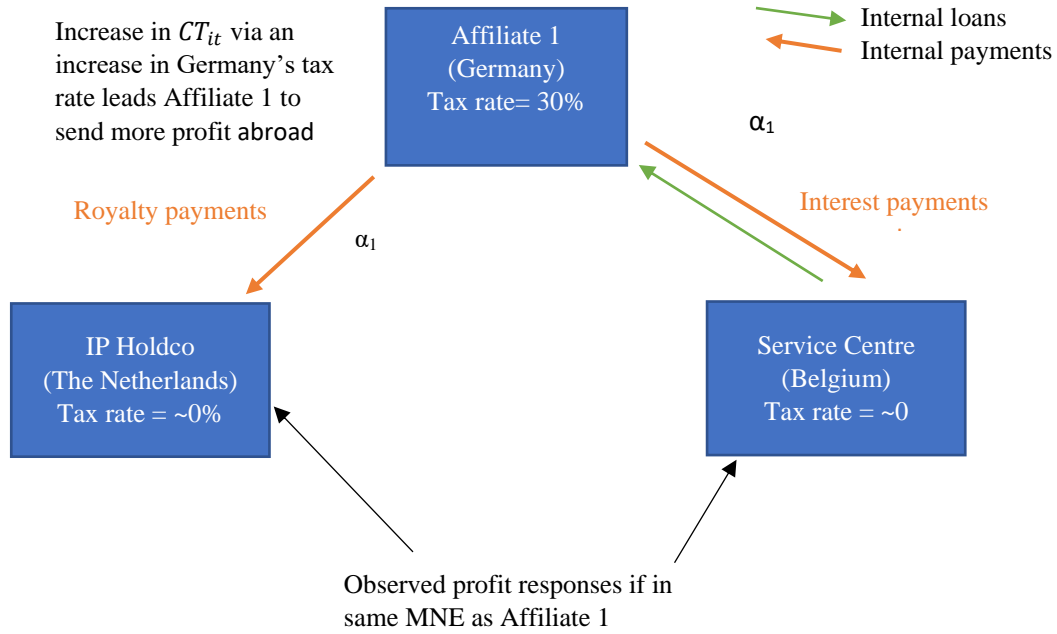 Increase in 𝐶𝑇𝑖𝑡 via an
increase in Germany's tax
rate leads Affiliate 1 to
send more profit abroad
Affiliate 1
(Germany)
Tax rate= 30%
Internal loans
Internal payments
α₁
Royalty payments
α₁
Interest payments
.
IP Holdco
(The Netherlands)
Tax rate = ~0%
Service Centre
(Belgium)
Tax rate = ~0
Observed profit responses if in
same MNE as Affiliate 1